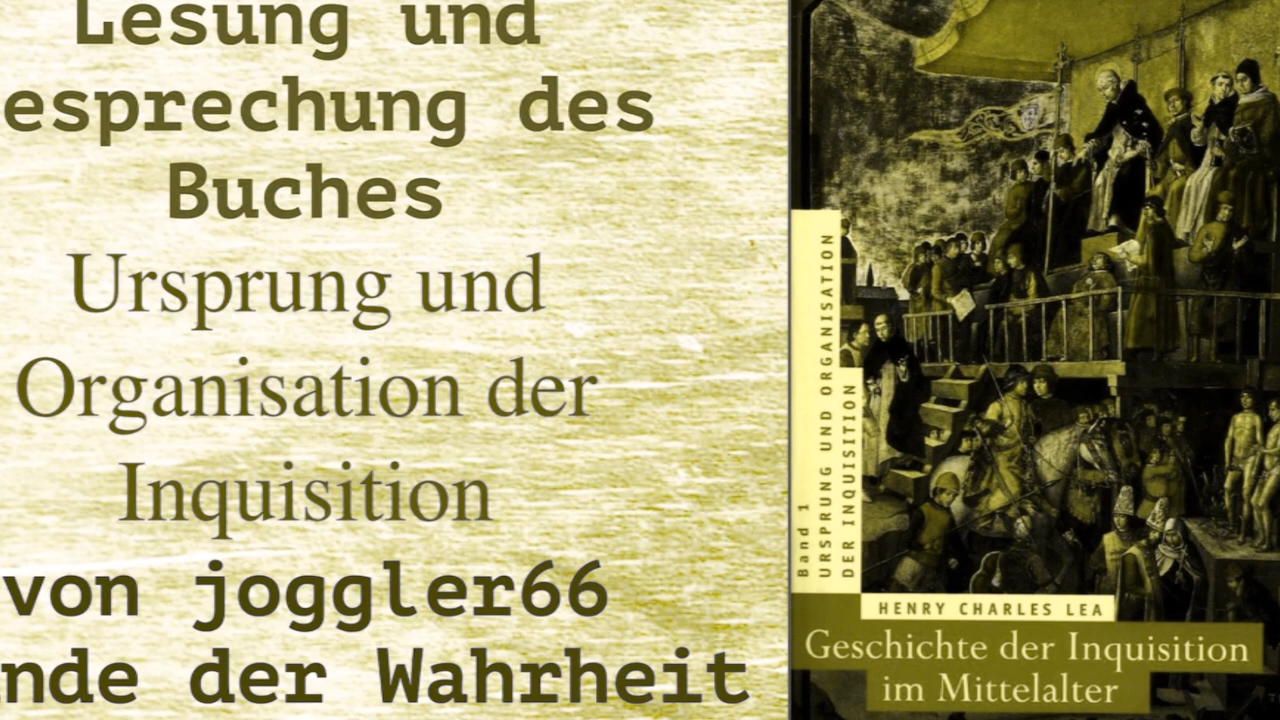 Lesung und
esprechung des
Buches
Ursprung und
Organisation der
Inquisition
von joggler66
nde der Wahrheit
Band 1
URSPRUNG UND ORGANISATION
DER INQUISITION
HENRY CHARLES LEA
Geschichte der Inquisition
im Mittelalter